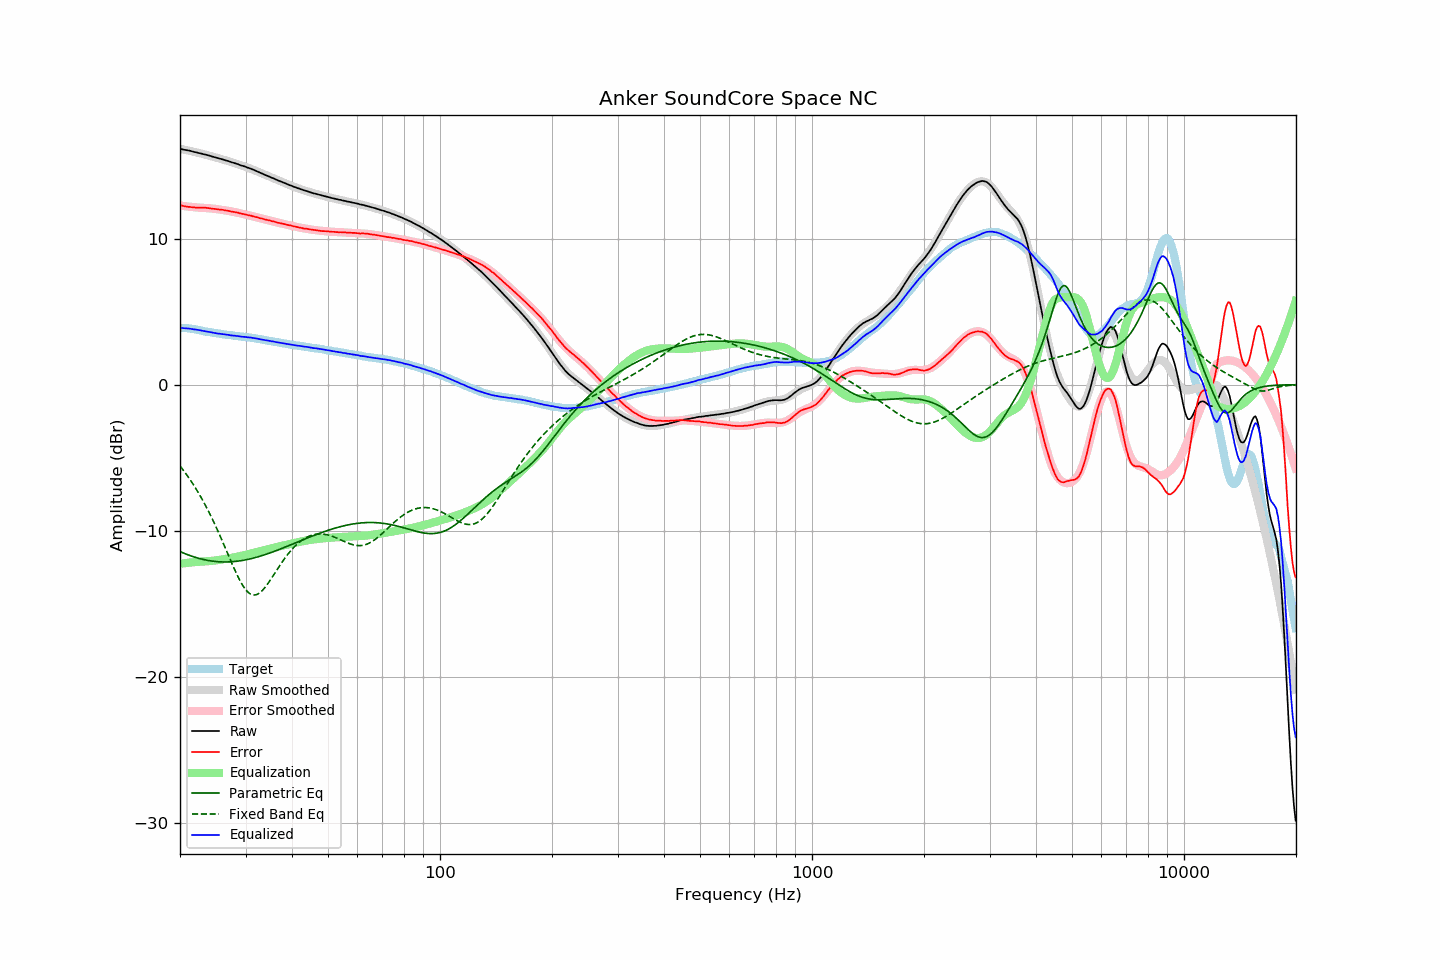 Anker SoundCore Space NC
10
0
−10
−20
−30
Amplitude (dBr)
Target
Raw Smoothed
Error Smoothed
Raw
Error
Equalization
Parametric Eq
Fixed Band Eq
Equalized
100
1000
10000
Frequency (Hz)